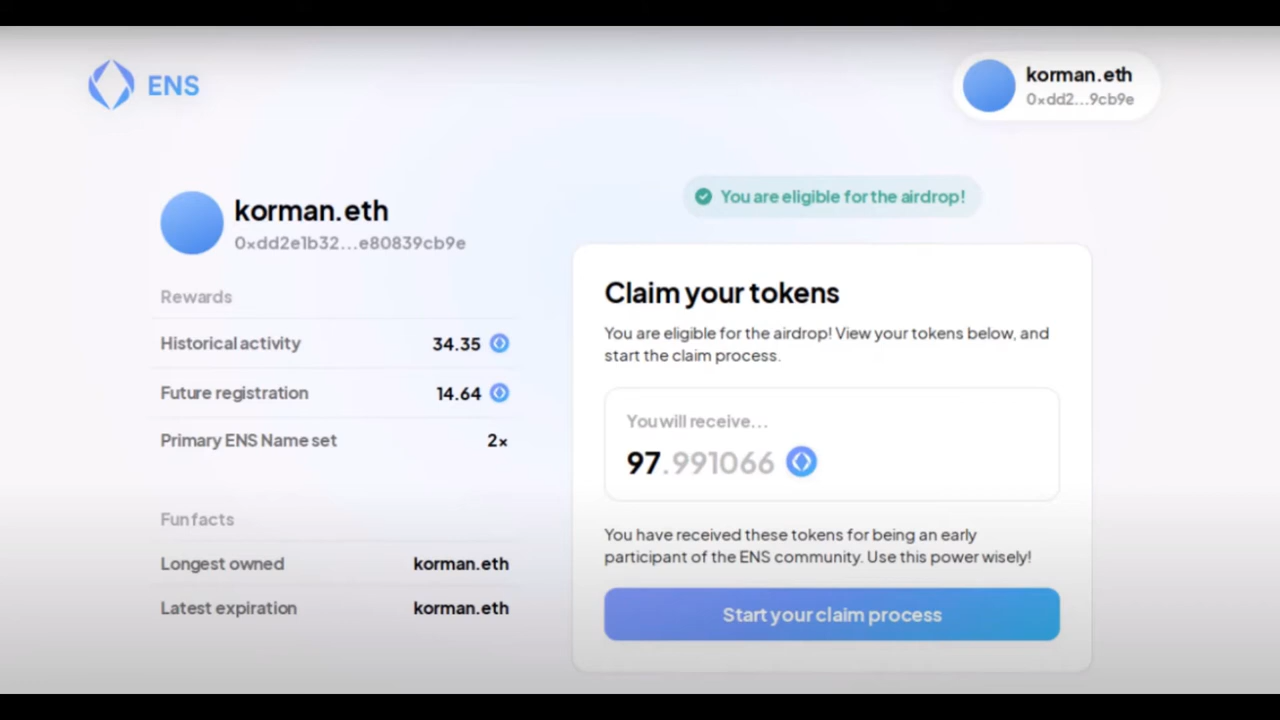 ENS
korman.eth
0xdd2...9cb9e
korman.eth
0xdd2e1b32...e80839cb9e
Rewards
Historical activity 34.35
Future registration 14.64
Primary ENS Name set 2x
Fun facts
Longest owned korman.eth
Latest expiration korman.eth
You are eligible for the airdrop!
Claim your tokens
You are eligible for the airdrop! View your tokens below, and
start the claim process.
You will receive...
97.991066
You have received these tokens for being an early
participant of the ENS community. Use this power wisely!
Start your claim process